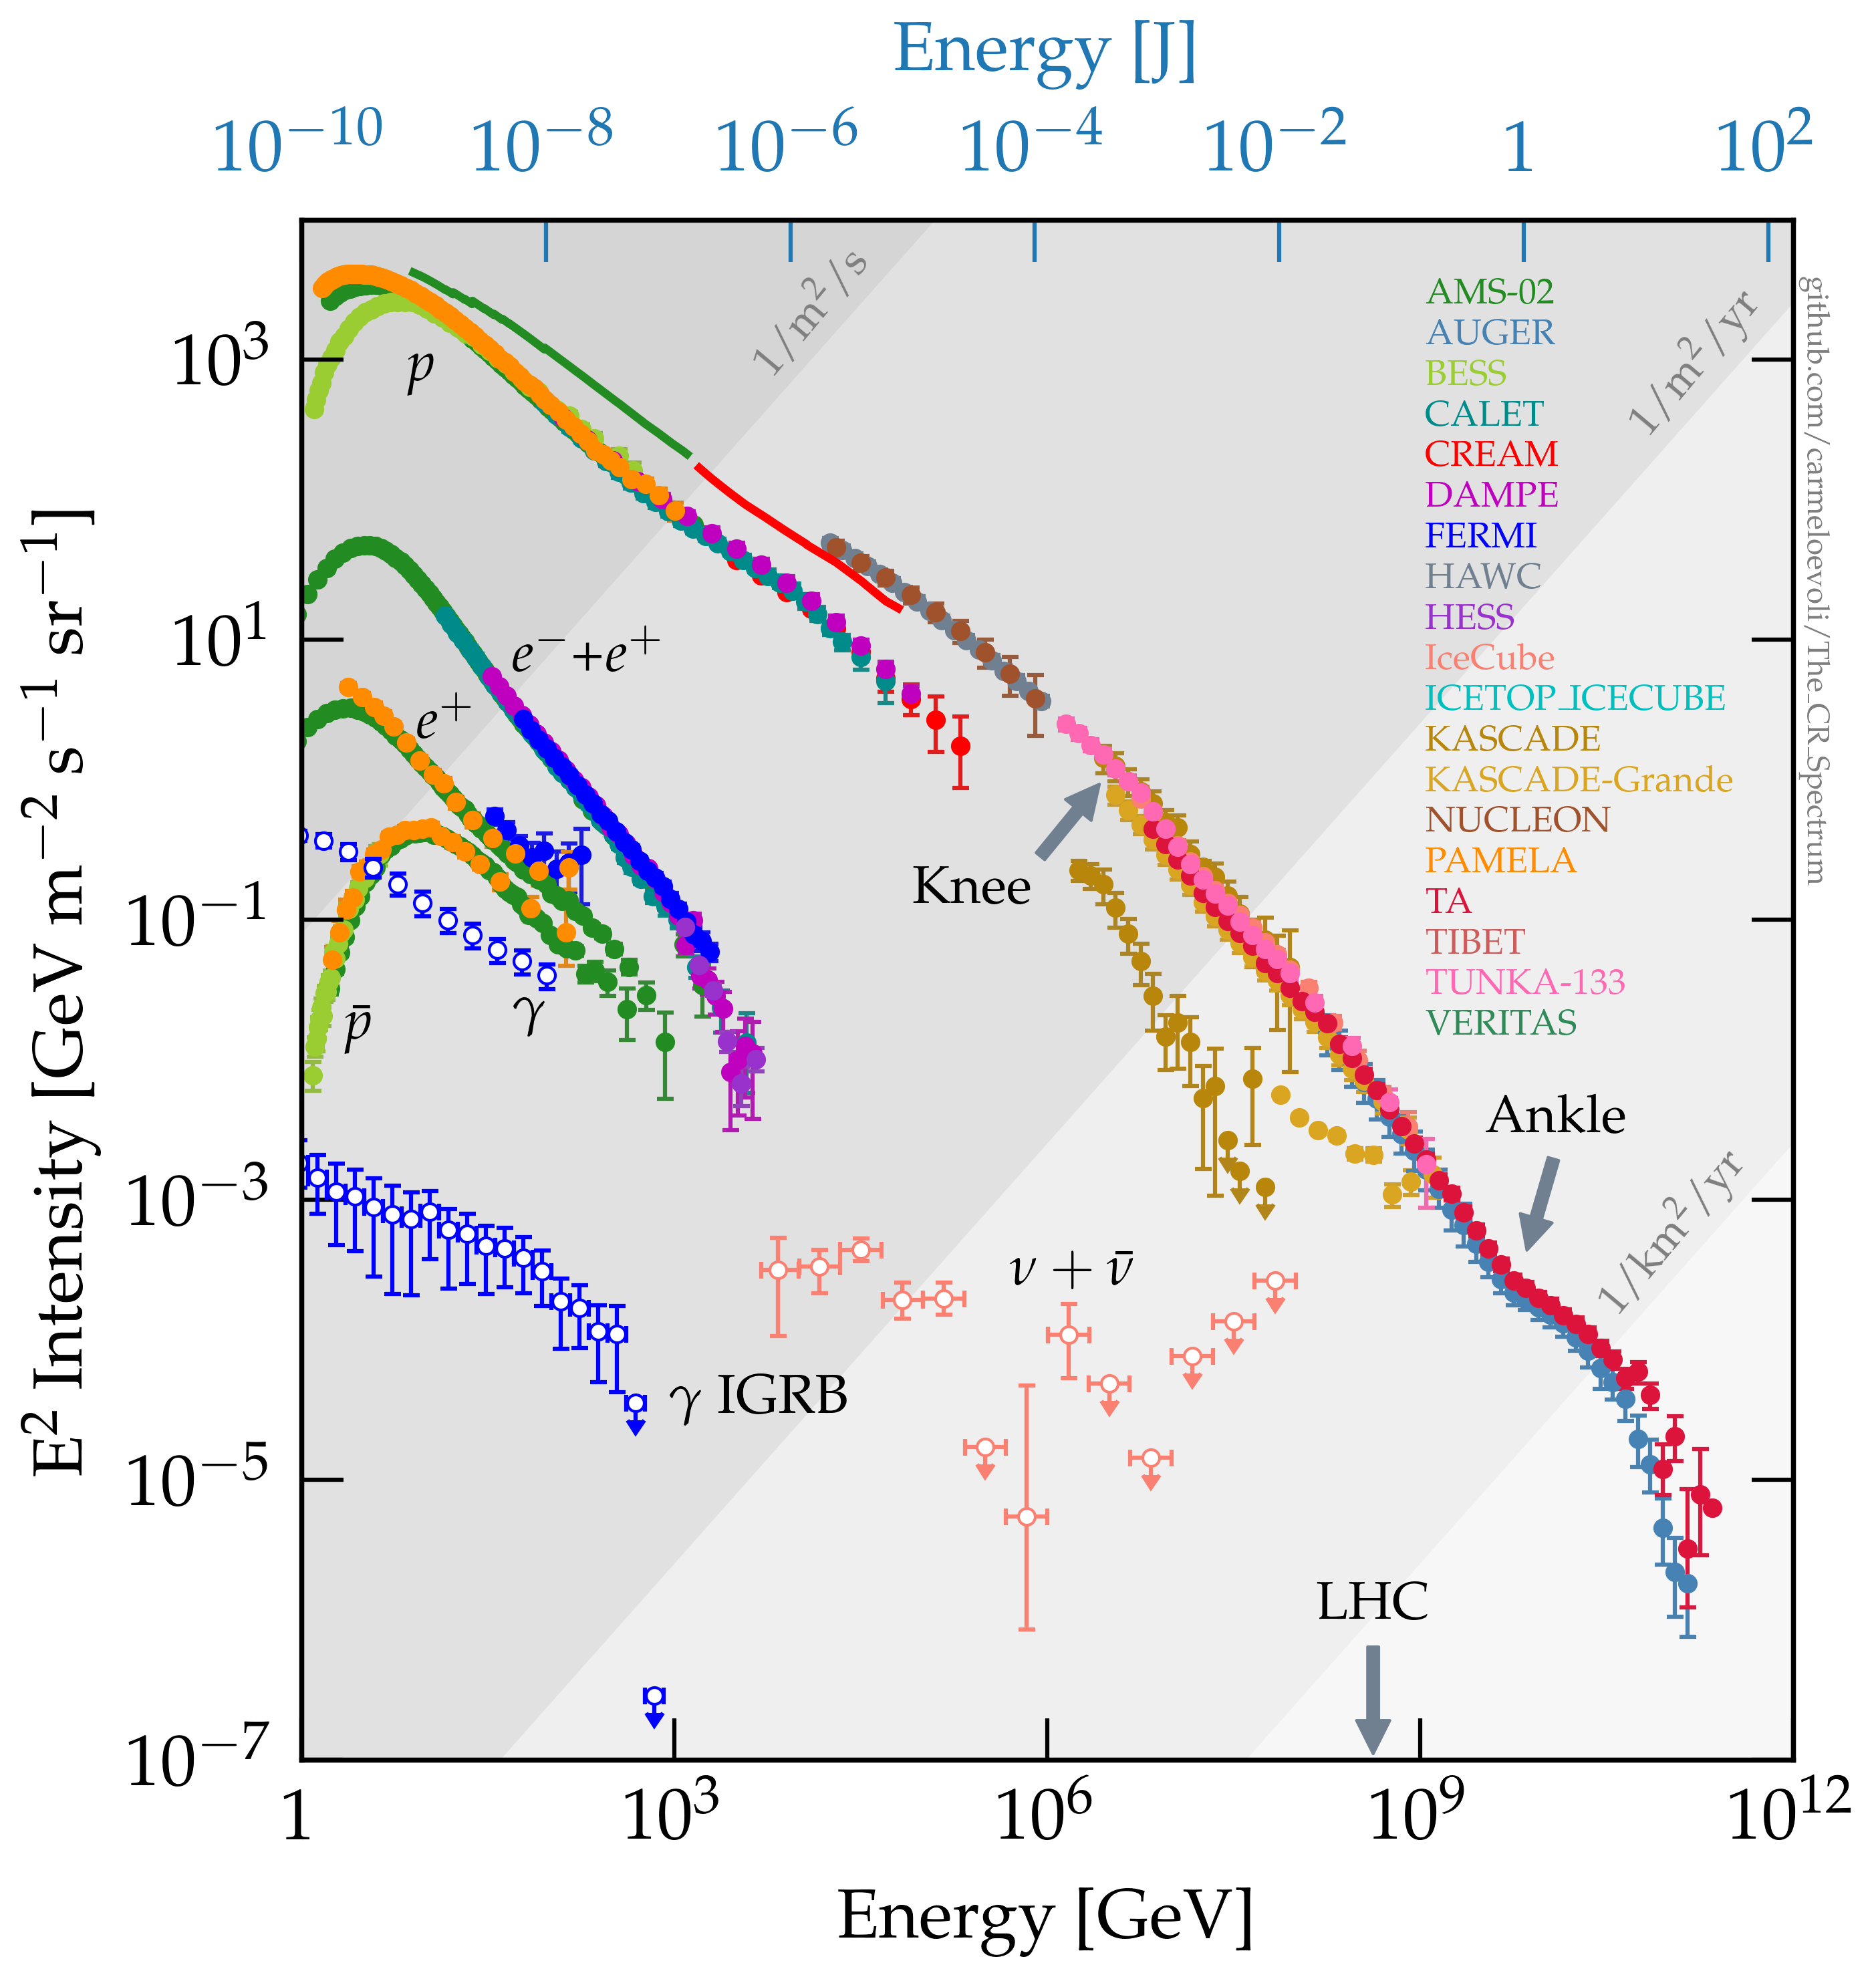 Energy [J]
10⁻¹⁰ 10⁻⁸ 10⁻⁶ 10⁻⁴ 10⁻² 1 10²
E² Intensity [GeV m⁻² s⁻¹ sr⁻¹]
10³
10¹
10⁻¹
10⁻³
10⁻⁵
10⁻⁷
1/m²/s
1/m²/yr
1/km²/yr
p
e⁻+e⁺
e⁺
p̄
γ
γ IGRB
ν + ν̄
Knee
Ankle
LHC
AMS-02
AUGER
BESS
CALET
CREAM
DAMPE
FERMI
HAWC
HESS
IceCube
ICETOP_ICECUBE
KASCADE
KASCADE-Grande
NUCLEON
PAMELA
TA
TIBET
TUNKA-133
VERITAS
github.com/carmeloevoli/The_CR_Spectrum
1 10³ 10⁶ 10⁹ 10¹²
Energy [GeV]